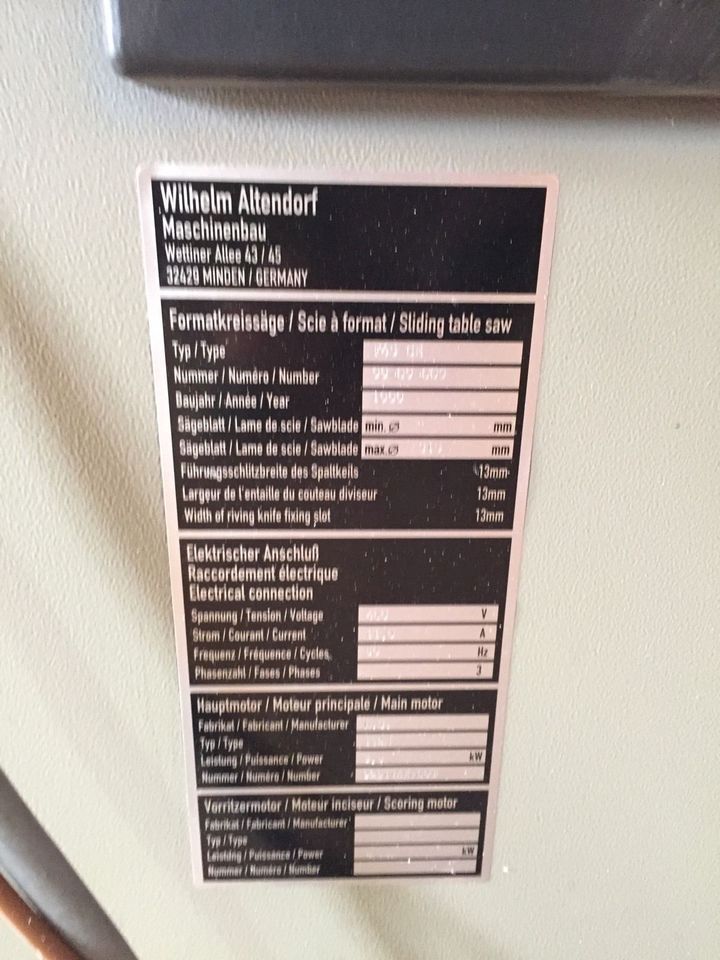 Wilhelm Altendorf
Maschinenbau
Wettiner Allee 43 / 45
32429 MINDEN / GERMANY
Formatkreissäge / Scie à format / Sliding table saw
Typ / Type
Nummer / Numéro / Number
Baujahr / Année / Year 1999
Sägeblatt / Lame de scie / Sawblade min. ⌀ mm
Sägeblatt / Lame de scie / Sawblade max. ⌀ mm
Führungsschlitzbreite des Spaltkeils 13mm
Largeur de l'entaille du couteau diviseur 13mm
Width of riving knife fixing slot 13mm
Elektrischer Anschluß
Raccordement électrique
Electrical connection
Spannung / Tension / Voltage V
Strom / Courant / Current A
Frequenz / Fréquence / Cycles Hz
Phasenzahl / Fases / Phases 3
Hauptmotor / Moteur principale / Main motor
Fabrikat / Fabricant / Manufacturer
Typ / Type
Leistung / Puissance / Power kW
Nummer / Numéro / Number
Vorritzermotor / Moteur inciseur / Scoring motor
Fabrikat / Fabricant / Manufacturer
Typ / Type
Leistung / Puissance / Power kW
Nummer / Numéro / Number